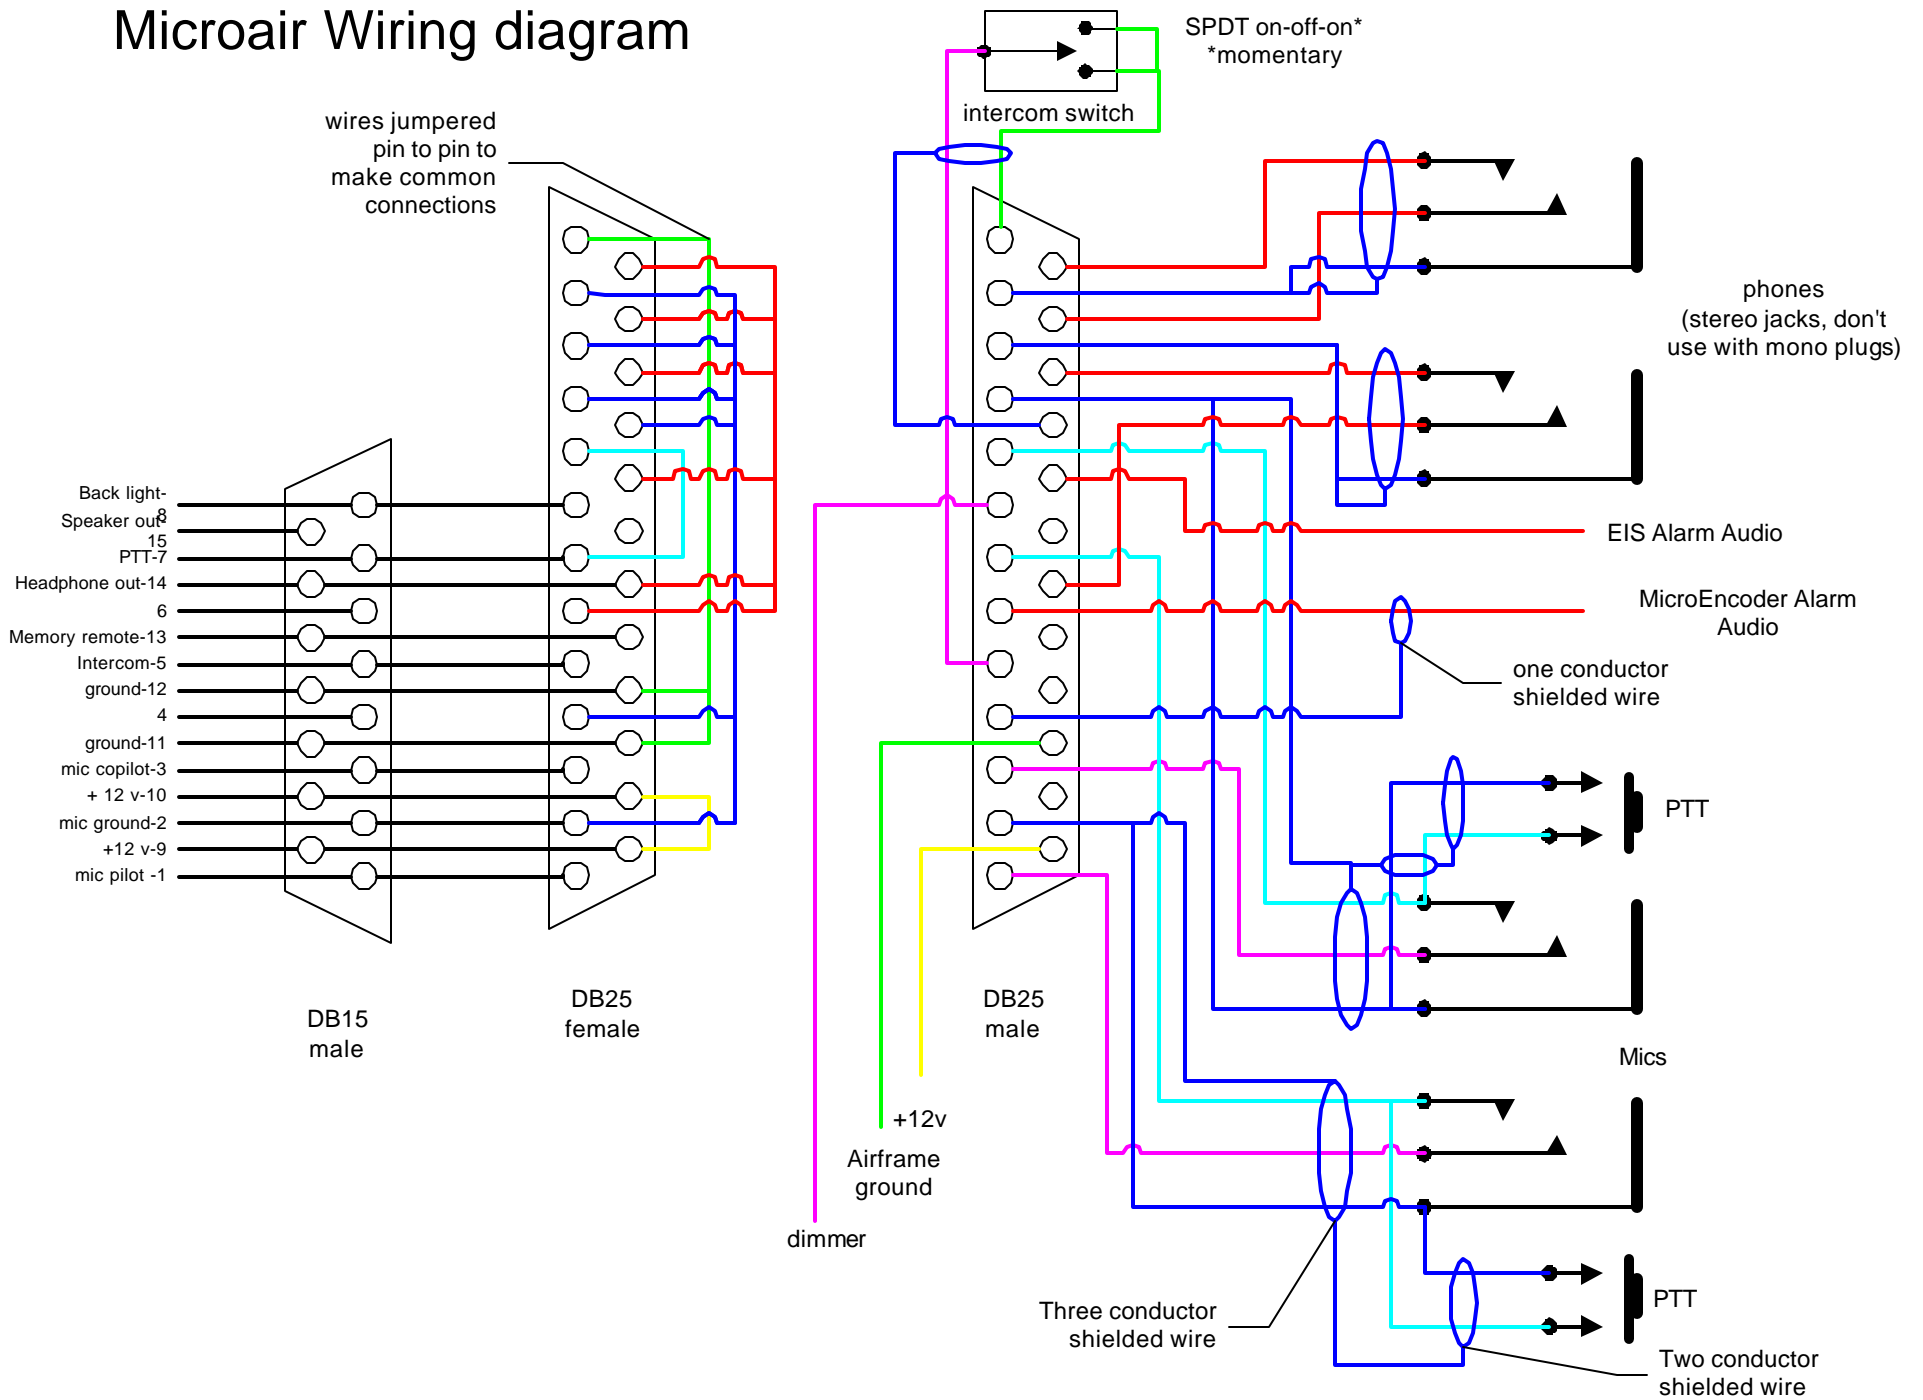 Microair Wiring diagram
SPDT on-off-on*
*momentary
intercom switch
wires jumpered
pin to pin to
make common
connections
phones
(stereo jacks, don't
use with mono plugs)
Back light-
8
Speaker out-
15
PTT-7
Headphone out-14
6
Memory remote-13
Intercom-5
ground-12
4
ground-11
mic copilot-3
+ 12 v-10
mic ground-2
+12 v-9
mic pilot -1
EIS Alarm Audio
MicroEncoder Alarm
Audio
one conductor
shielded wire
PTT
DB15
male
DB25
female
DB25
male
Mics
+12v
Airframe
ground
dimmer
Three conductor
shielded wire
PTT
Two conductor
shielded wire